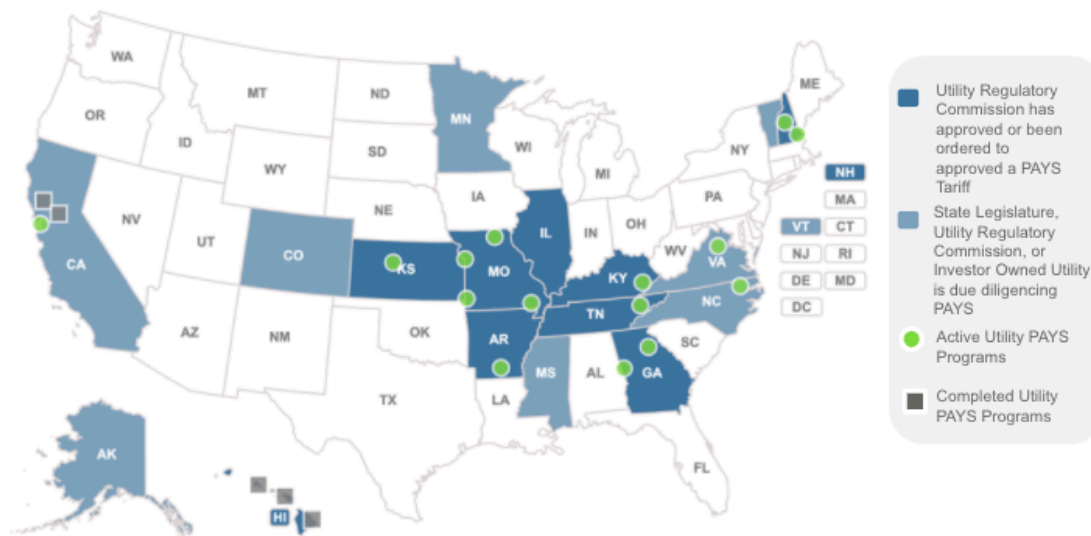 WA
MT
ND
MN
ME
OR
ID
SD
WI
NY
WY
MI
NH
IA
PA
MA
NE
NV
OH
VT
CT
IL
IN
UT
CO
WV
NJ
RI
CA
KS
MO
KY
VA
DE
MD
NC
DC
TN
AZ
NM
OK
AR
SC
MS
AL
GA
TX
LA
AK
FL
HI
Utility Regulatory
Commission has
approved or been
ordered to
approved a PAYS
Tariff
State Legislature,
Utility Regulatory
Commission, or
Investor Owned Utility
is due diligencing
PAYS
Active Utility PAYS
Programs
Completed Utility
PAYS Programs